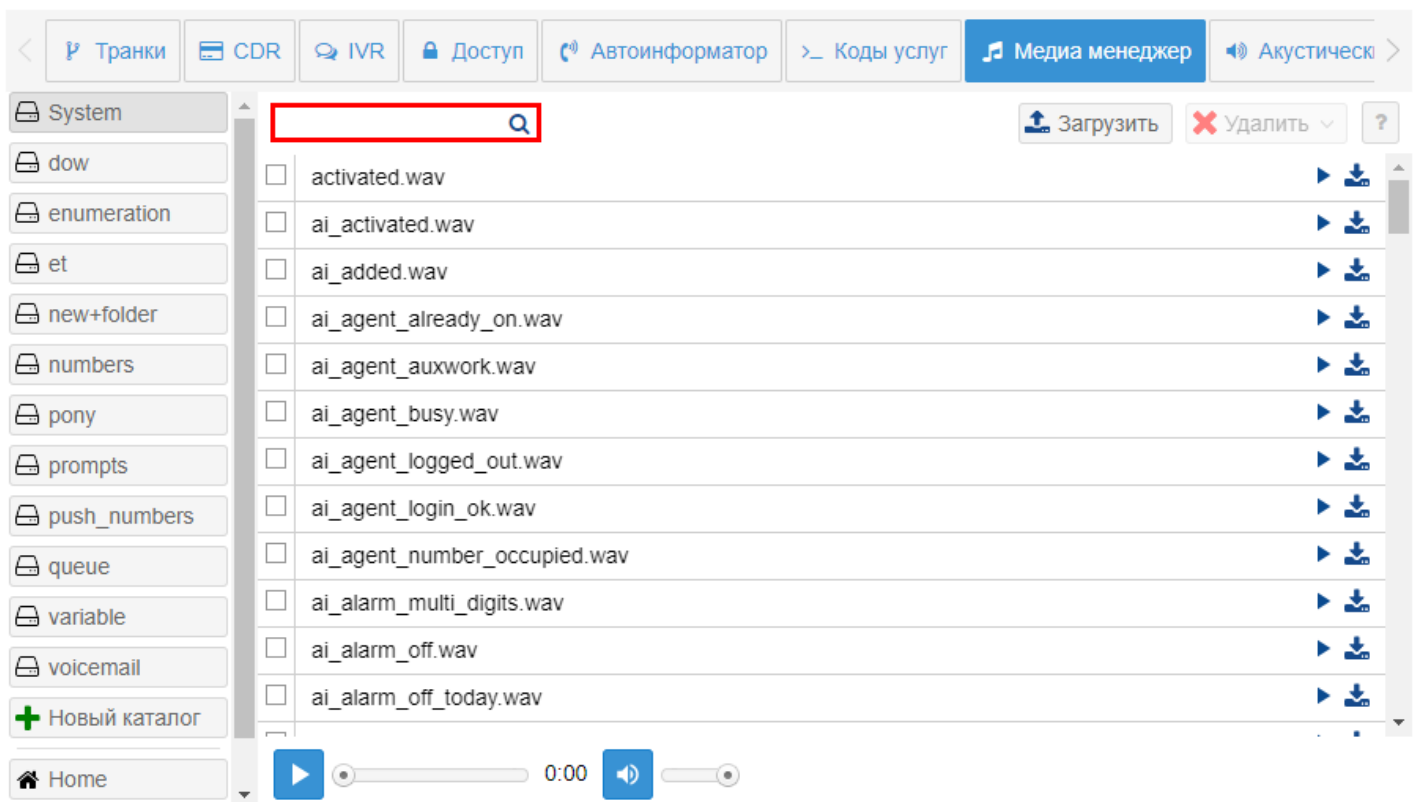 Транки CDR IVR Доступ Автоинформатор >_ Коды услуг Медиа менеджер Акустическ
System
dow
enumeration
et
new+folder
numbers
pony
prompts
push_numbers
queue
variable
voicemail
Новый каталог
Home
Загрузить Удалить ?
activated.wav
ai_activated.wav
ai_added.wav
ai_agent_already_on.wav
ai_agent_auxwork.wav
ai_agent_busy.wav
ai_agent_logged_out.wav
ai_agent_login_ok.wav
ai_agent_number_occupied.wav
ai_alarm_multi_digits.wav
ai_alarm_off.wav
ai_alarm_off_today.wav
0:00